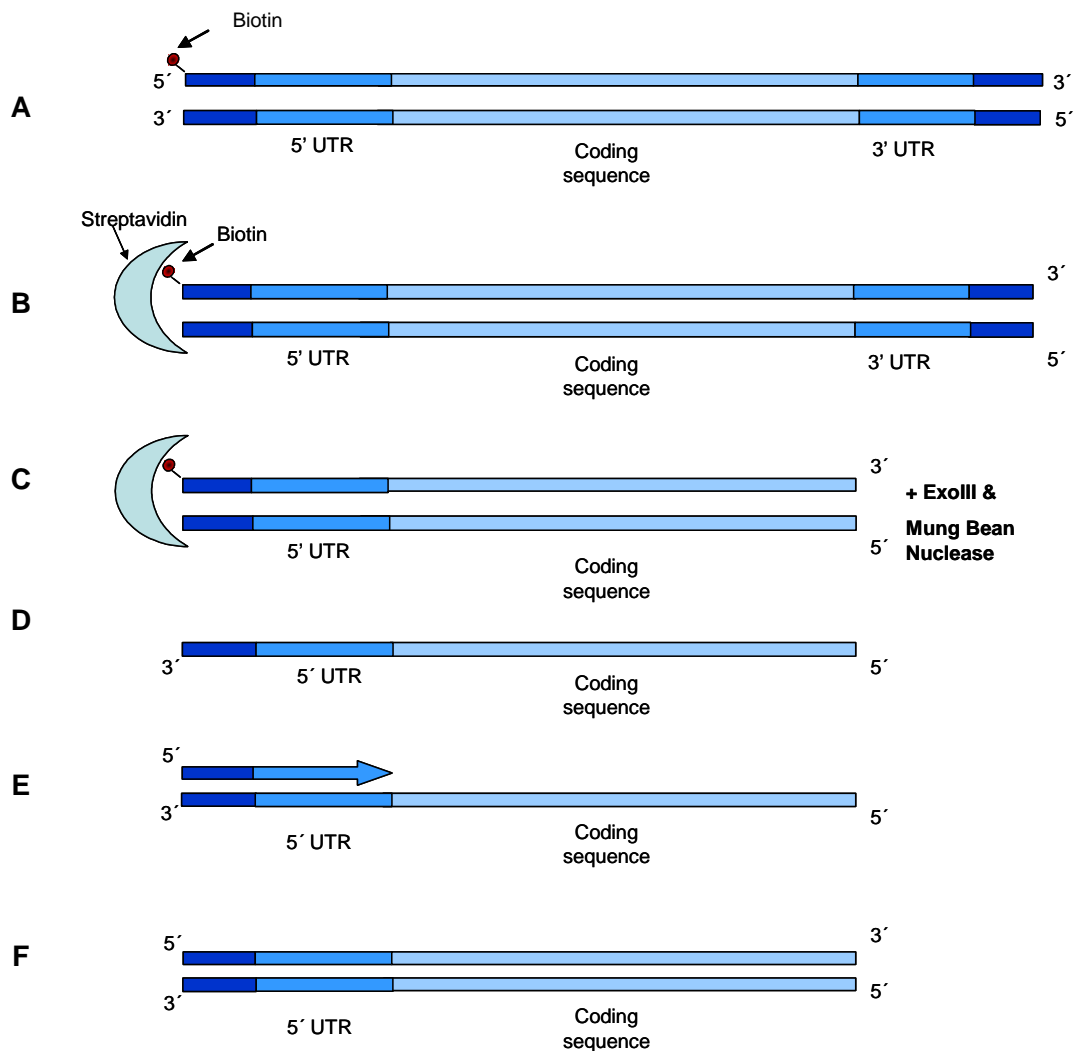 Biotin
5´ 3´
A
3´ 5´
5' UTR Coding sequence 3' UTR
Streptavidin
Biotin
3´
B
5' UTR Coding sequence 3' UTR 5´
C
3´
+ ExoIII &
Mung Bean
Nuclease
5´
5' UTR Coding sequence
D
3´ 5´
5´ UTR Coding sequence
5´
E
3´ 5´
5´ UTR Coding sequence
5´ 3´
F
3´ 5´
5´ UTR Coding sequence